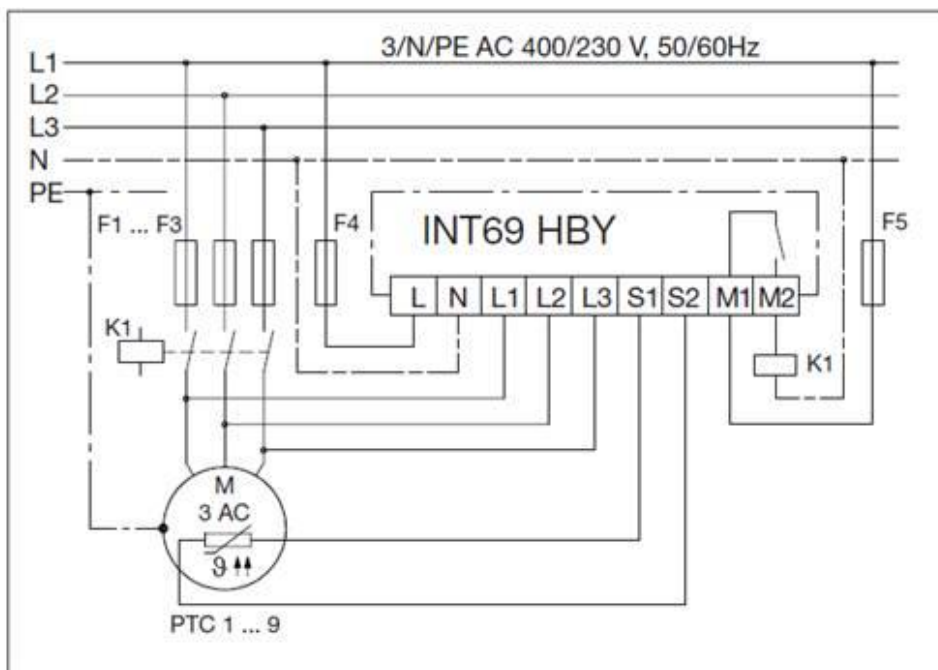 3/N/PE AC 400/230 V, 50/60Hz
L1
L2
L3
N
PE
F1 ... F3
F4
INT69 HBY
F5
L N L1 L2 L3 S1 S2 M1 M2
K1
K1
M
3 AC
ϑ
PTC 1 ... 9